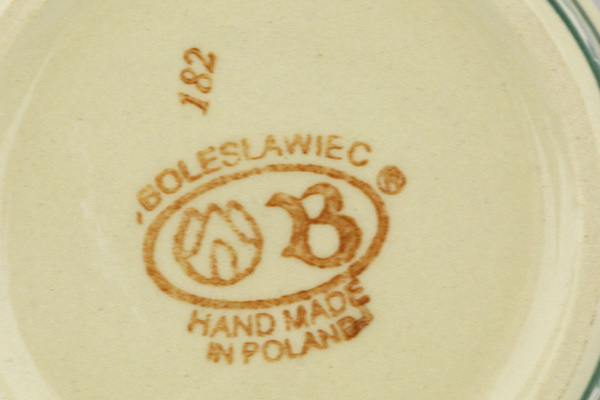 182
"BOLESLAWIEC ®
B
HAND MADE
IN POLAND